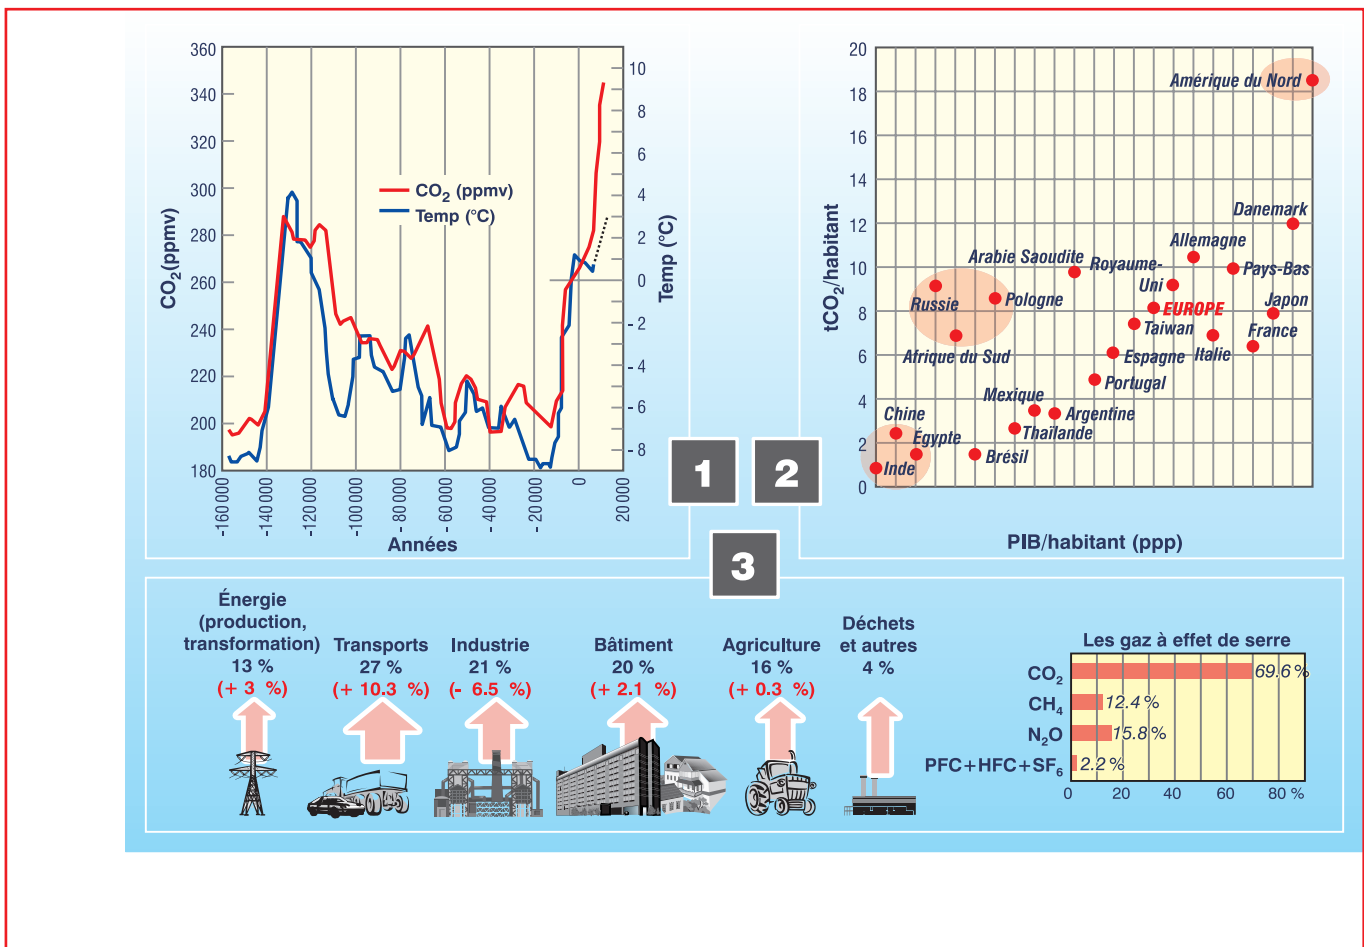 360
340
320
300
280
260
240
220
200
180
CO2(ppmv)
10
8
6
4
2
0
- 2
- 4
- 6
- 8
Temp (°C)
CO2 (ppmv)
Temp (°C)
-160 000
-140 000
-120 000
-100 000
-80 000
-60 000
-40 000
-20 000
0
20 000
Années
1
2
3
20
18
16
14
12
10
8
6
4
2
0
tCO2/habitant
Amérique du Nord
Danemark
Allemagne
Arabie Saoudite
Royaume-
Uni
Pays-Bas
Russie
Pologne
EUROPE
Japon
Taiwan
France
Afrique du Sud
Espagne
Italie
Portugal
Mexique
Argentine
Chine
Thaïlande
Égypte
Brésil
Inde
PIB/habitant (ppp)
Énergie
(production,
transformation)
13 %
(+ 3 %)
Transports
27 %
(+ 10.3 %)
Industrie
21 %
(- 6.5 %)
Bâtiment
20 %
(+ 2.1 %)
Agriculture
16 %
(+ 0.3 %)
Déchets
et autres
4 %
Les gaz à effet de serre
CO2 69.6 %
CH4 12.4 %
N2O 15.8 %
PFC+HFC+SF6 2.2 %
0 20 40 60 80 %